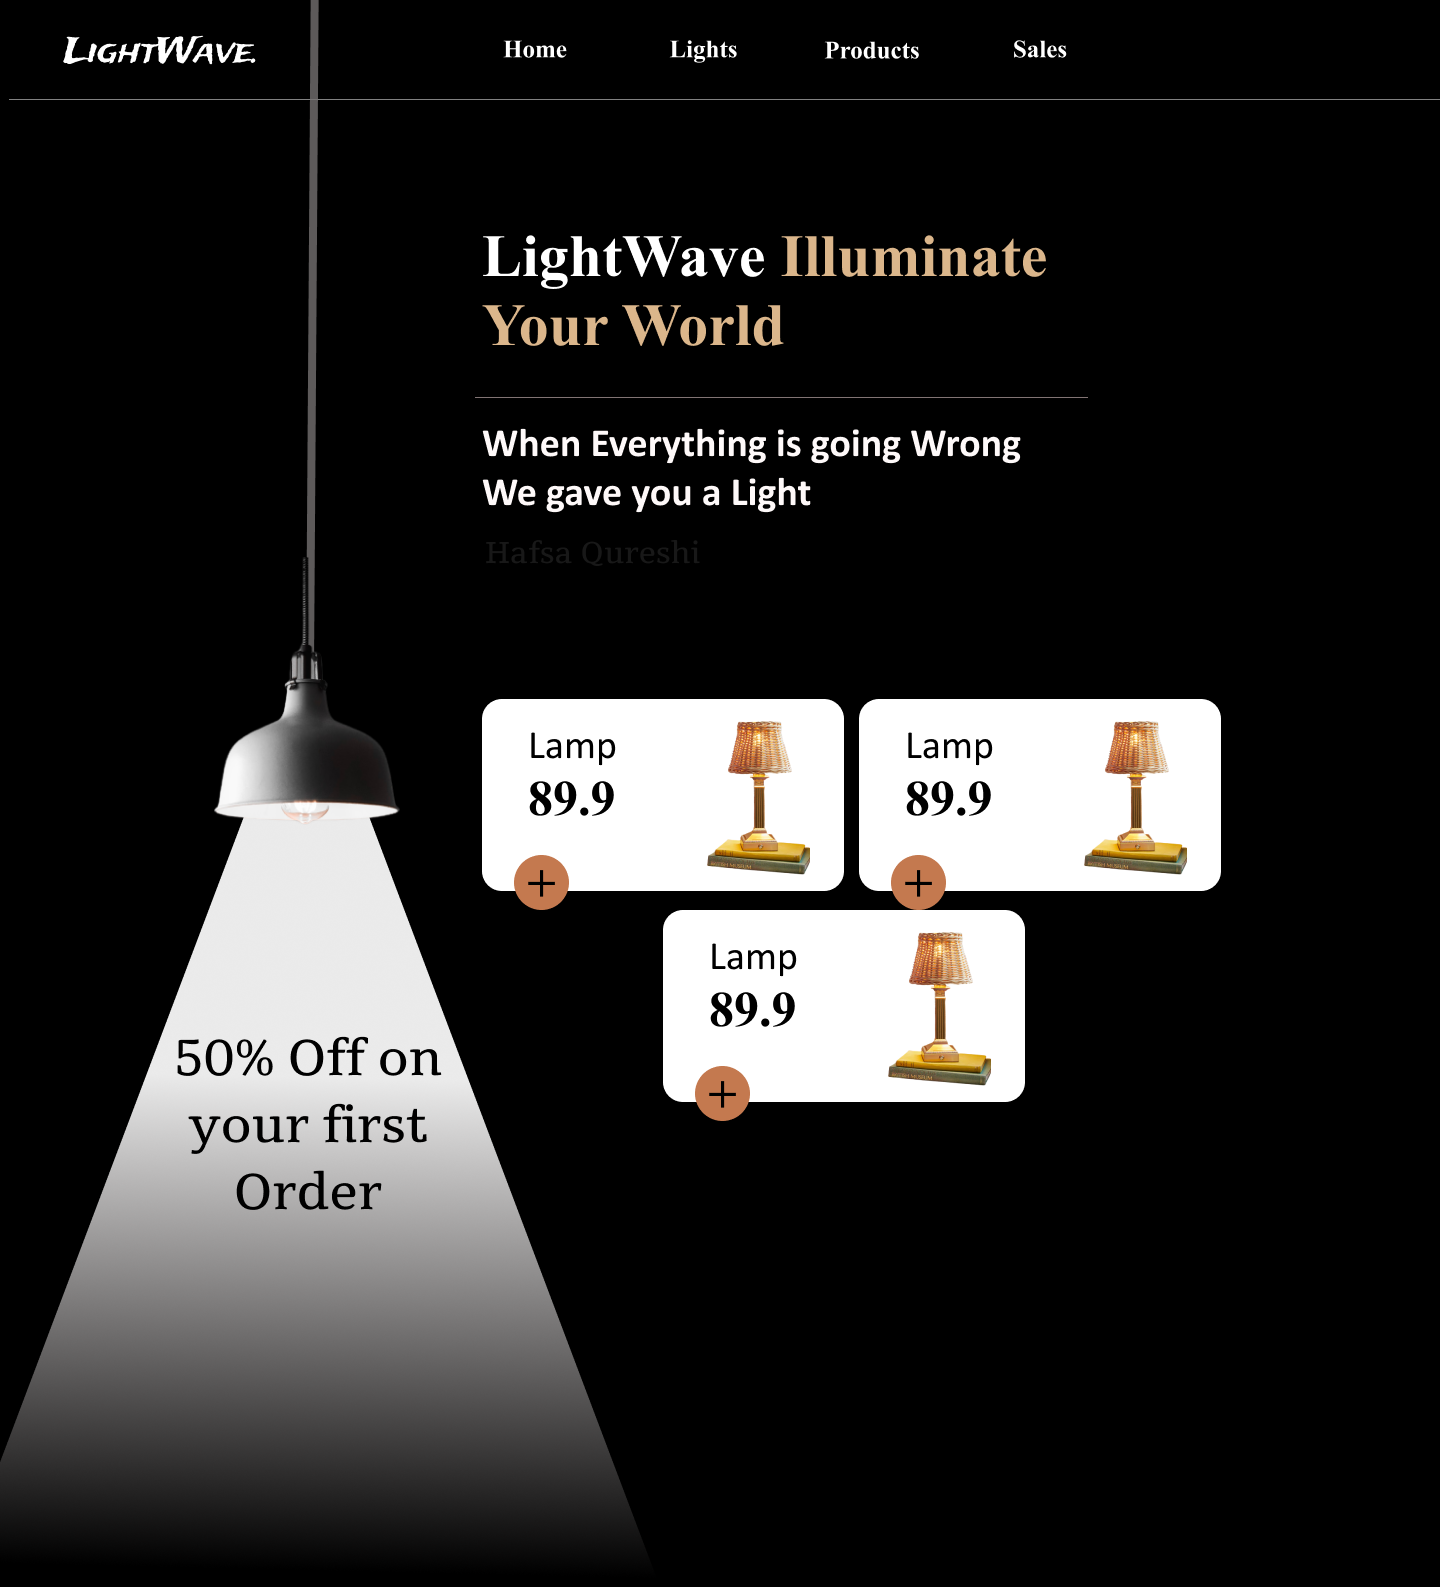 LIGHTWAVE.
Home Lights Products Sales
LightWave Illuminate
Your World
When Everything is going Wrong
We gave you a Light
Hafsa Qureshi
Lamp
89.9
Lamp
89.9
Lamp
89.9
50% Off on
your first
Order